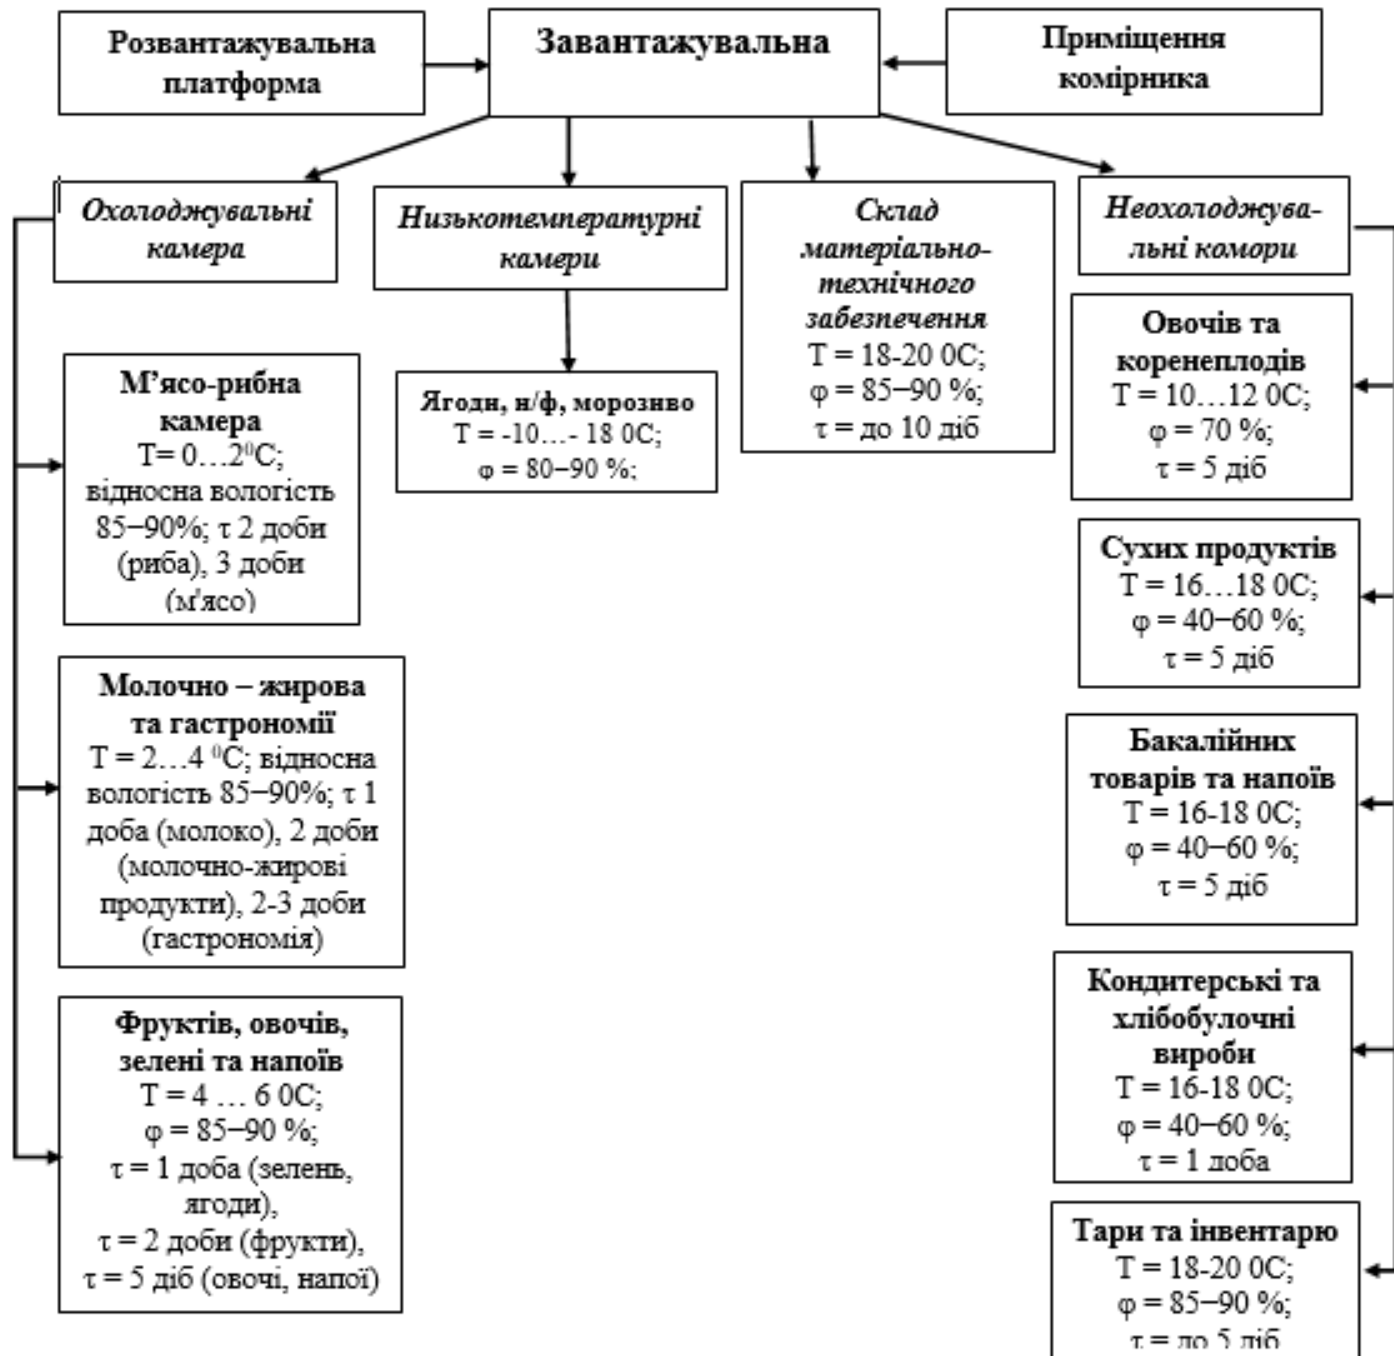 Розвантажувальна
платформа
Завантажувальна
Приміщення
комірника
Охолоджувальні
камера
Низькотемпературні
камери
Склад
матеріально-
технічного
забезпечення
T = 18-20 0C;
φ = 85−90 %;
τ = до 10 діб
Неохолоджува-
льні комори
М’ясо-рибна
камера
T= 0…2⁰C;
відносна вологість
85−90%; τ 2 доби
(риба), 3 доби
(м'ясо)
Молочно – жирова
та гастрономії
T = 2…4 ⁰C; відносна
вологість 85−90%; τ 1
доба (молоко), 2 доби
(молочно-жирові
продукти), 2-3 доби
(гастрономія)
Фруктів, овочів,
зелені та напоїв
T = 4 … 6 0C;
φ = 85−90 %;
τ = 1 доба (зелень,
ягоди),
τ = 2 доби (фрукти),
τ = 5 діб (овочі, напої)
Ягоди, н/ф, морозиво
T = -10…- 18 0C;
φ = 80−90 %;
Овочів та
коренеплодів
T = 10…12 0C;
φ = 70 %;
τ = 5 діб
Сухих продуктів
T = 16…18 0C;
φ = 40−60 %;
τ = 5 діб
Бакалійних
товарів та напоїв
T = 16-18 0C;
φ = 40−60 %;
τ = 5 діб
Кондитерські та
хлібобулочні
вироби
T = 16-18 0C;
φ = 40−60 %;
τ = 1 доба
Тари та інвентарю
T = 18-20 0C;
φ = 85−90 %;
τ = до 5 діб